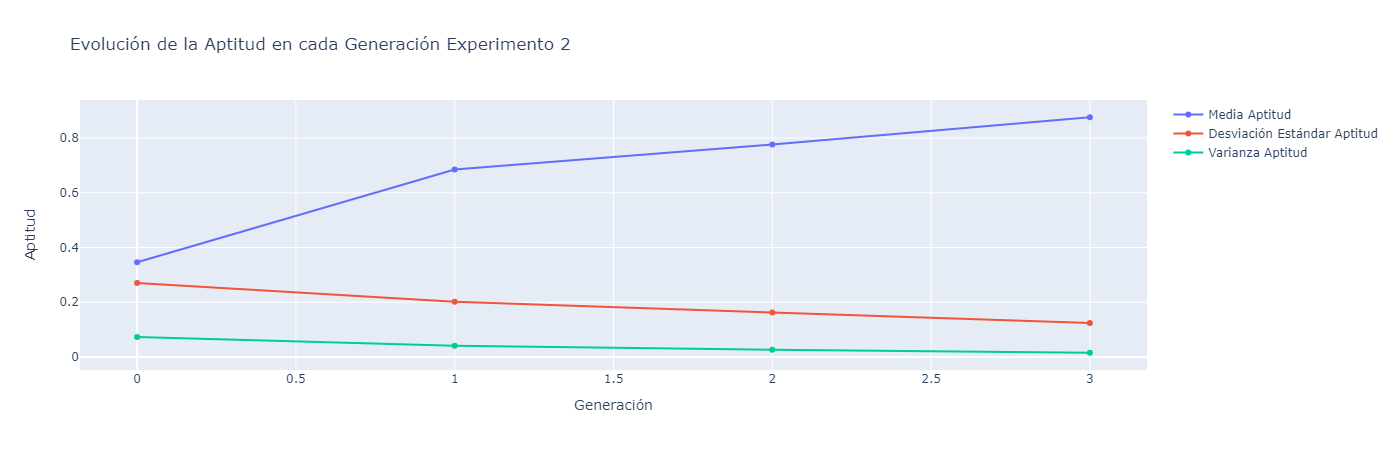 Evolución de la Aptitud en cada Generación Experimento 2
Media Aptitud
Desviación Estándar Aptitud
Varianza Aptitud
Aptitud
0.8
0.6
0.4
0.2
0
0 0.5 1 1.5 2 2.5 3
Generación